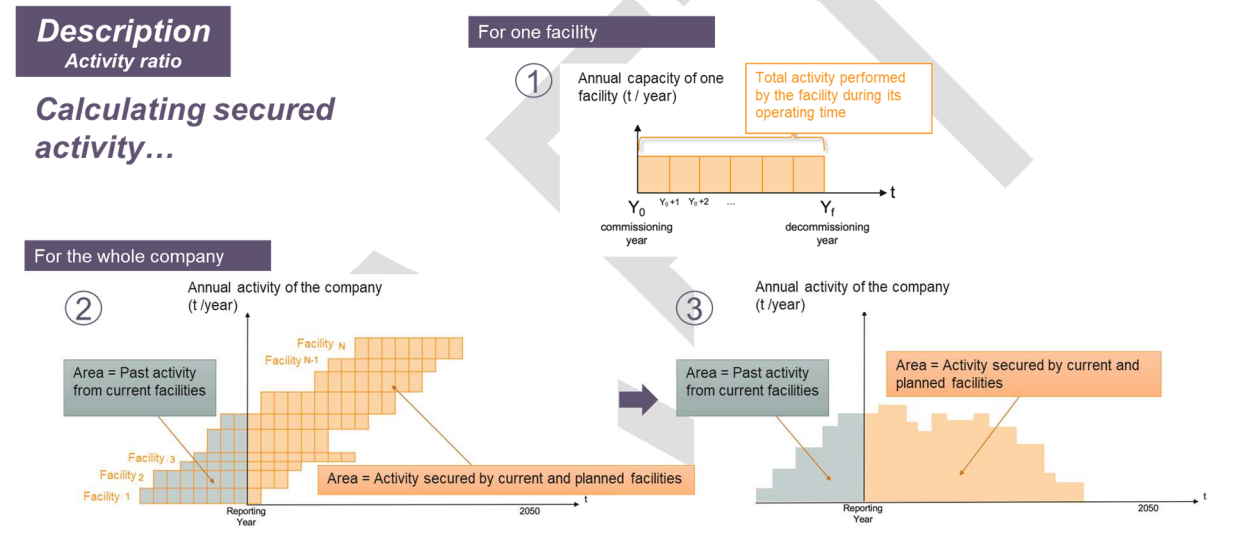 Description
Activity ratio
Calculating secured
activity…
For one facility
1
Annual capacity of one
facility (t / year)
Total activity performed
by the facility during its
operating time
t
Y0
Y0 +1
Y0 +2
...
Yf
commissioning
year
decommissioning
year
For the whole company
2
Annual activity of the company
(t /year)
Facility N
Facility N-1
Area = Past activity
from current facilities
Facility 3
Facility 2
Facility 1
Area = Activity secured by current and planned facilities
Reporting
Year
2050
t
3
Annual activity of the company
(t /year)
Area = Past activity
from current facilities
Area = Activity secured by current and
planned facilities
Reporting
Year
2050
t